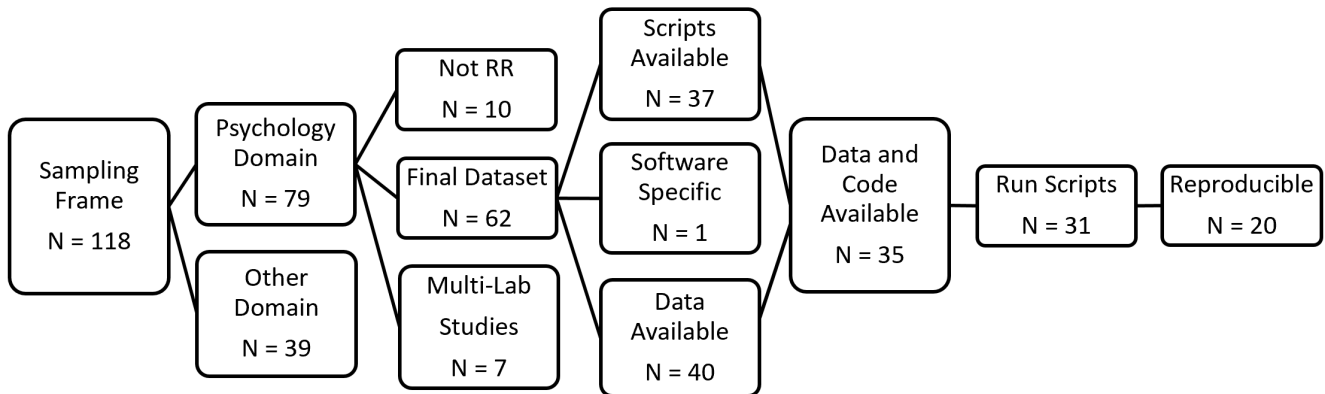 Sampling
Frame
N = 118
Psychology
Domain
N = 79
Other
Domain
N = 39
Not RR
N = 10
Final Dataset
N = 62
Multi-Lab
Studies
N = 7
Scripts
Available
N = 37
Software
Specific
N = 1
Data
Available
N = 40
Data and
Code
Available
N = 35
Run Scripts
N = 31
Reproducible
N = 20